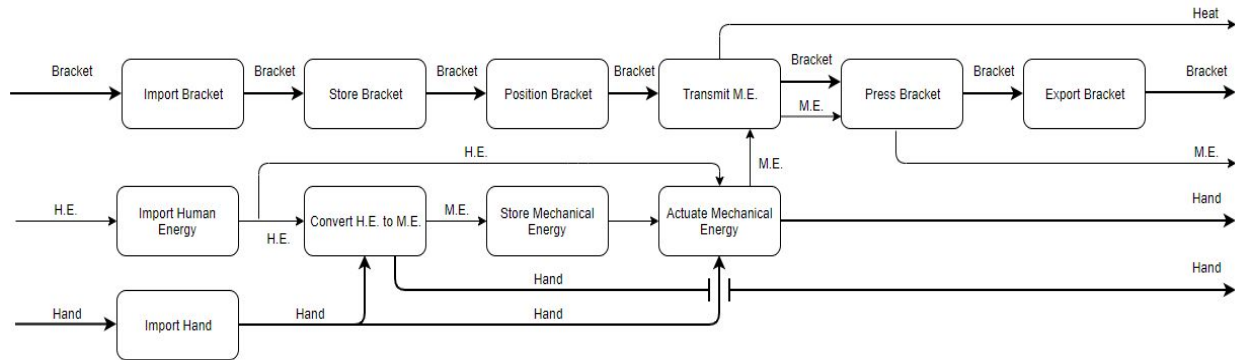 Heat
Bracket
Import Bracket
Bracket
Store Bracket
Bracket
Position Bracket
Bracket
Transmit M.E.
Bracket
M.E.
Press Bracket
Bracket
Export Bracket
Bracket
H.E.
M.E.
M.E.
H.E.
Import Human
Energy
H.E.
Convert H.E. to M.E.
M.E.
Store Mechanical
Energy
Actuate Mechanical
Energy
Hand
Hand
Hand
Hand
Import Hand
Hand
Hand